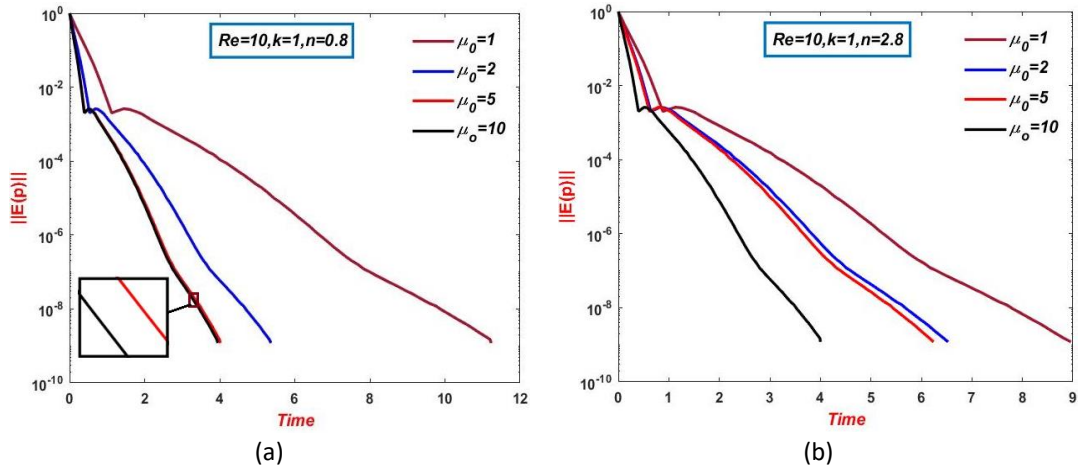 Re=10,k=1,n=0.8
μ0=1
μ0=2
μ0=5
μo=10
||E(p)||
10^0
10^-2
10^-4
10^-6
10^-8
10^-10
0 2 4 6 8 10 12
Time
(a)
Re=10,k=1,n=2.8
μ0=1
μ0=2
μ0=5
μo=10
||E(p)||
10^0
10^-2
10^-4
10^-6
10^-8
10^-10
0 1 2 3 4 5 6 7 8 9
Time
(b)